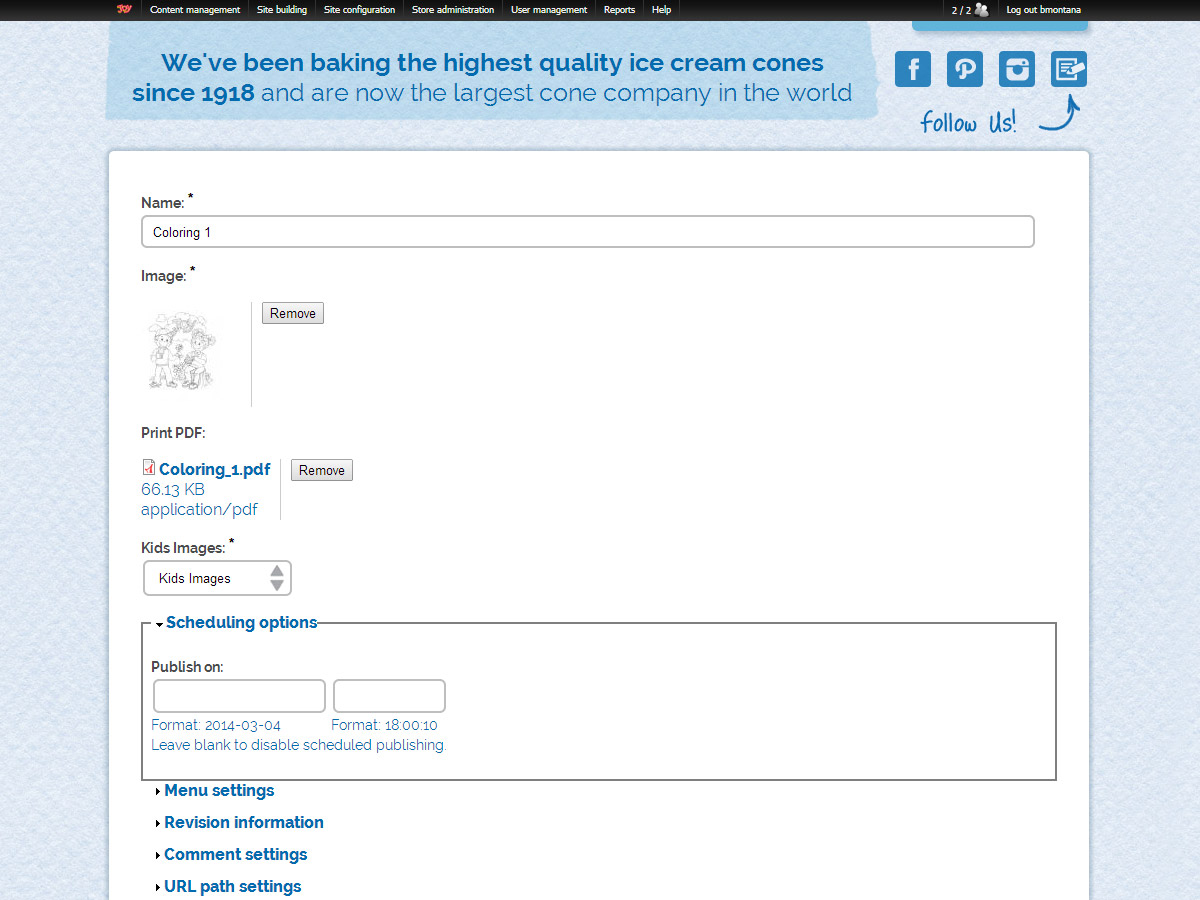 Content management Site building Site configuration Store administration User management Reports Help 2 / 2 Log out bmontana
We've been baking the highest quality ice cream cones
since 1918 and are now the largest cone company in the world
follow Us!
Name: *
Coloring 1
Image: *
Remove
Print PDF:
Coloring_1.pdf Remove
66.13 KB
application/pdf
Kids Images: *
Kids Images
Scheduling options
Publish on:
Format: 2014-03-04 Format: 18:00:10
Leave blank to disable scheduled publishing.
Menu settings
Revision information
Comment settings
URL path settings